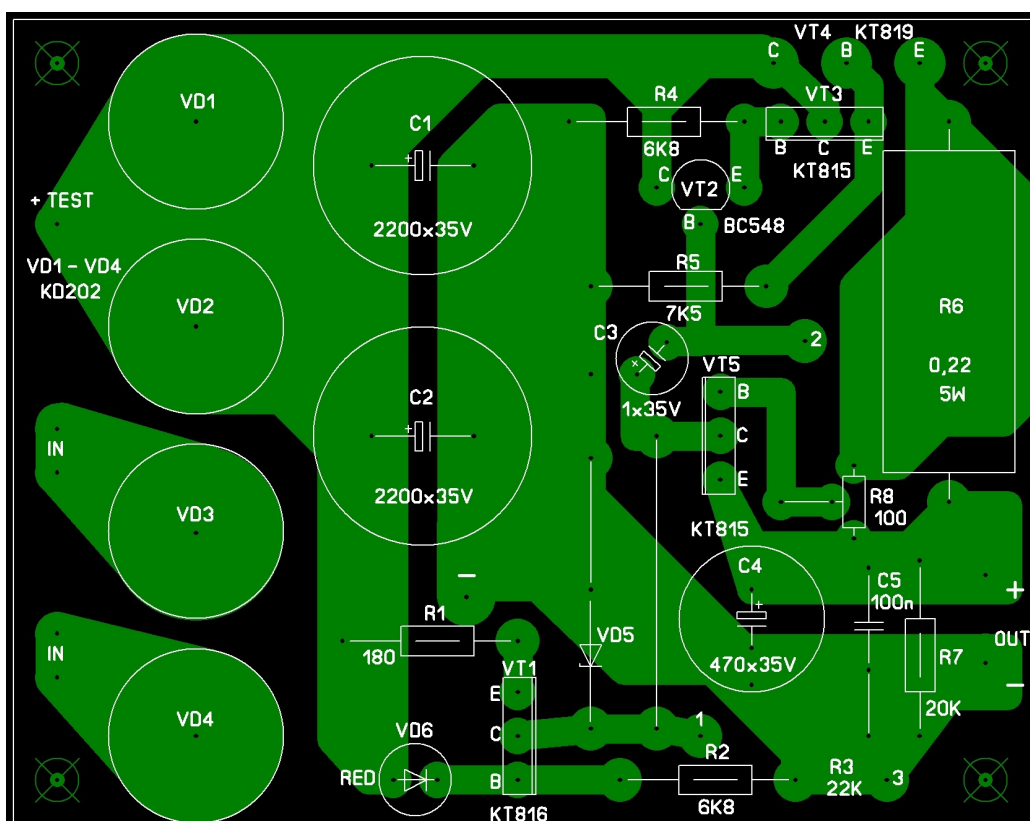 VT4 KT819
C B E
VD1
R4
VT3
C1
+
6K8
B C E
KT815
C VT2 E
+ TEST
2200x35V
B
BC548
VD1 - VD4
KD202
R5
VD2
7K5
R6
C3
2
0,22
5W
VT5
+
B
C2
1x35V
+
C
IN
E
2200x35V
R8
100
VD3
KT815
C4
C5
100n
–
+
+
R1
VD5
OUT
IN
180
VT1
470x35V
R7
–
E
20K
VD4
VD6
C
1
R2
R3
RED
B
3
22K
KT816
6K8